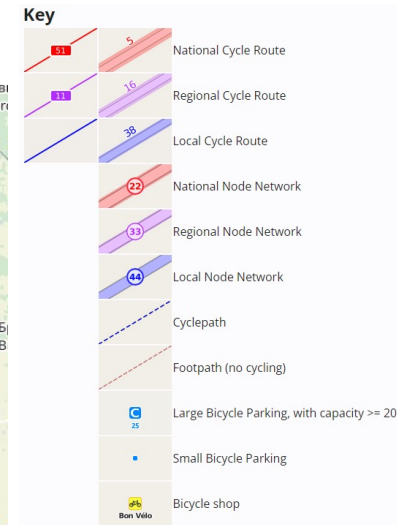 Key
51 5 National Cycle Route
11 16 Regional Cycle Route
38 Local Cycle Route
22 National Node Network
33 Regional Node Network
44 Local Node Network
Cyclepath
Footpath (no cycling)
C
25
Large Bicycle Parking, with capacity >= 20
Small Bicycle Parking
Bicycle shop
Bon Vélo